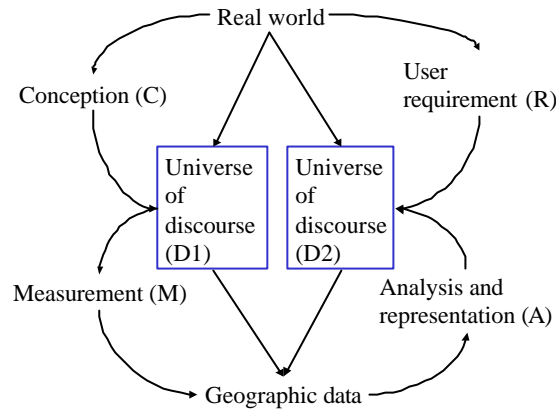 Real world
Conception (C)
User
requirement (R)
Universe
of
discourse
(D1)
Universe
of
discourse
(D2)
Measurement (M)
Analysis and
representation (A)
Geographic data